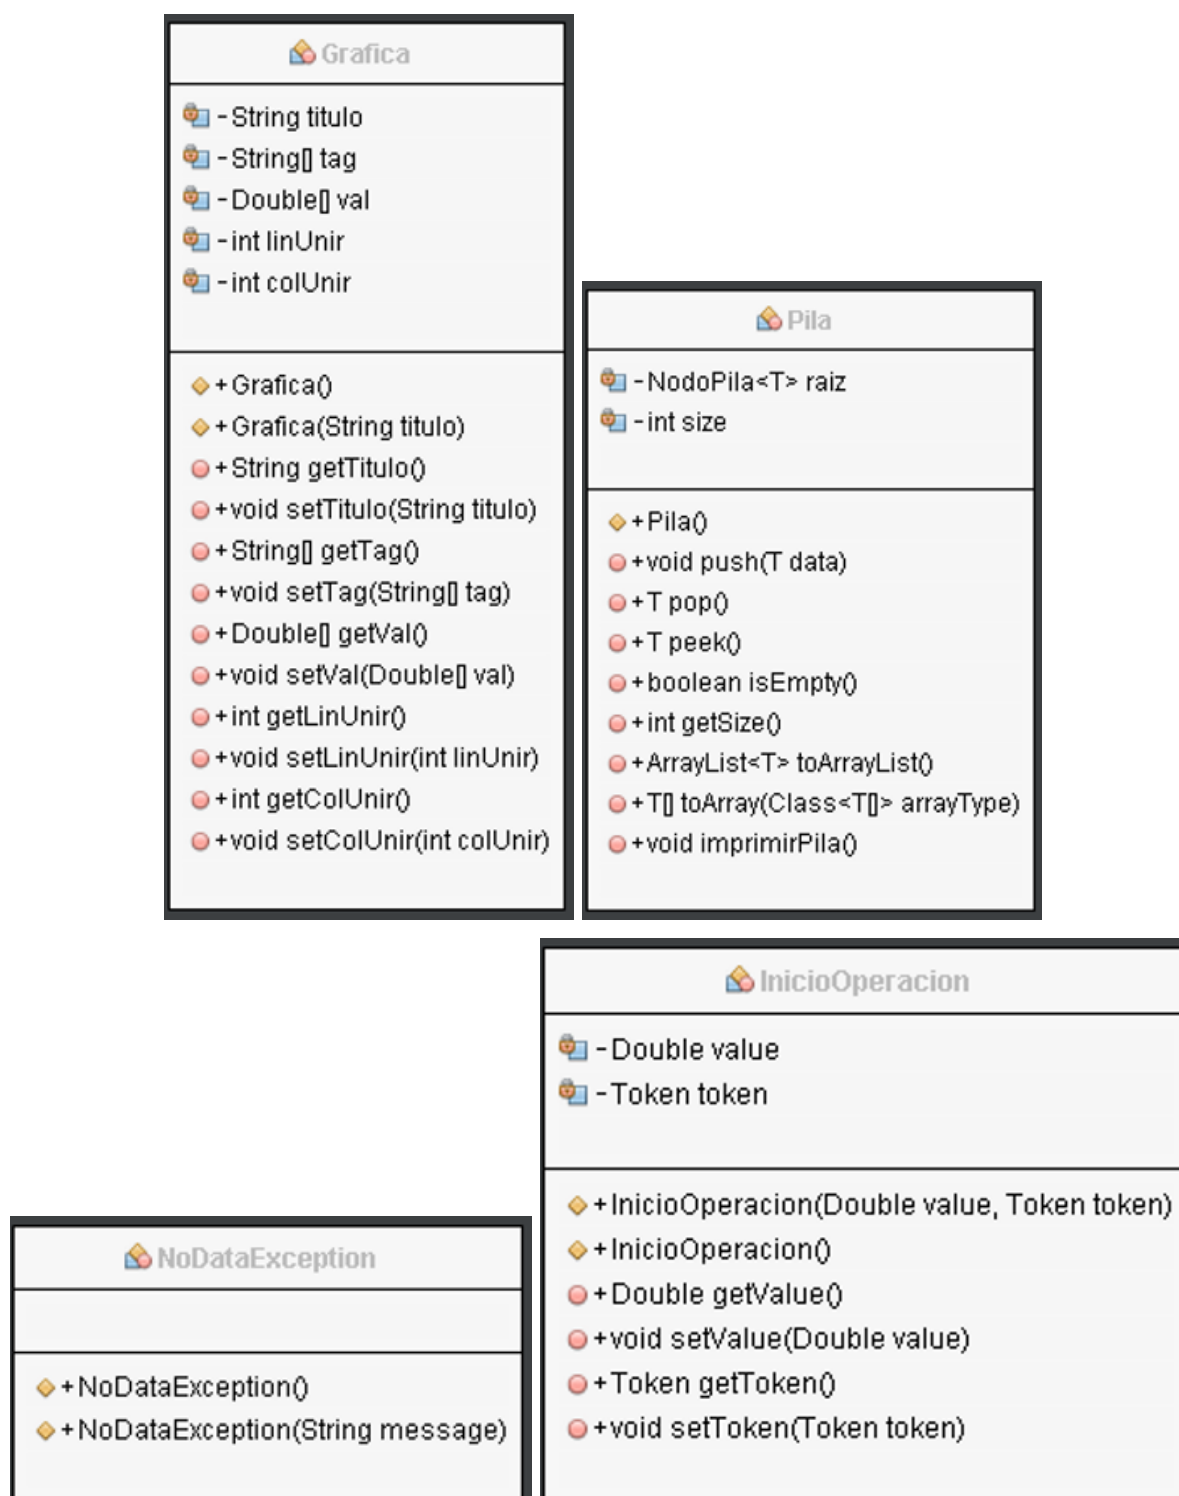 Grafica
-String titulo
-String[] tag
-Double[] val
-int linUnir
-int colUnir
+Grafica()
+Grafica(String titulo)
+String getTitulo()
+void setTitulo(String titulo)
+String[] getTag()
+void setTag(String[] tag)
+Double[] getVal()
+void setVal(Double[] val)
+int getLinUnir()
+void setLinUnir(int linUnir)
+int getColUnir()
+void setColUnir(int colUnir)
Pila
-NodoPila<T> raiz
-int size
+Pila()
+void push(T data)
+T pop()
+T peek()
+boolean isEmpty()
+int getSize()
+ArrayList<T> toArrayList()
+T[] toArray(Class<T[]> arrayType)
+void imprimirPila()
NoDataException
+NoDataException()
+NoDataException(String message)
InicioOperacion
-Double value
-Token token
+InicioOperacion(Double value, Token token)
+InicioOperacion()
+Double getValue()
+void setValue(Double value)
+Token getToken()
+void setToken(Token token)